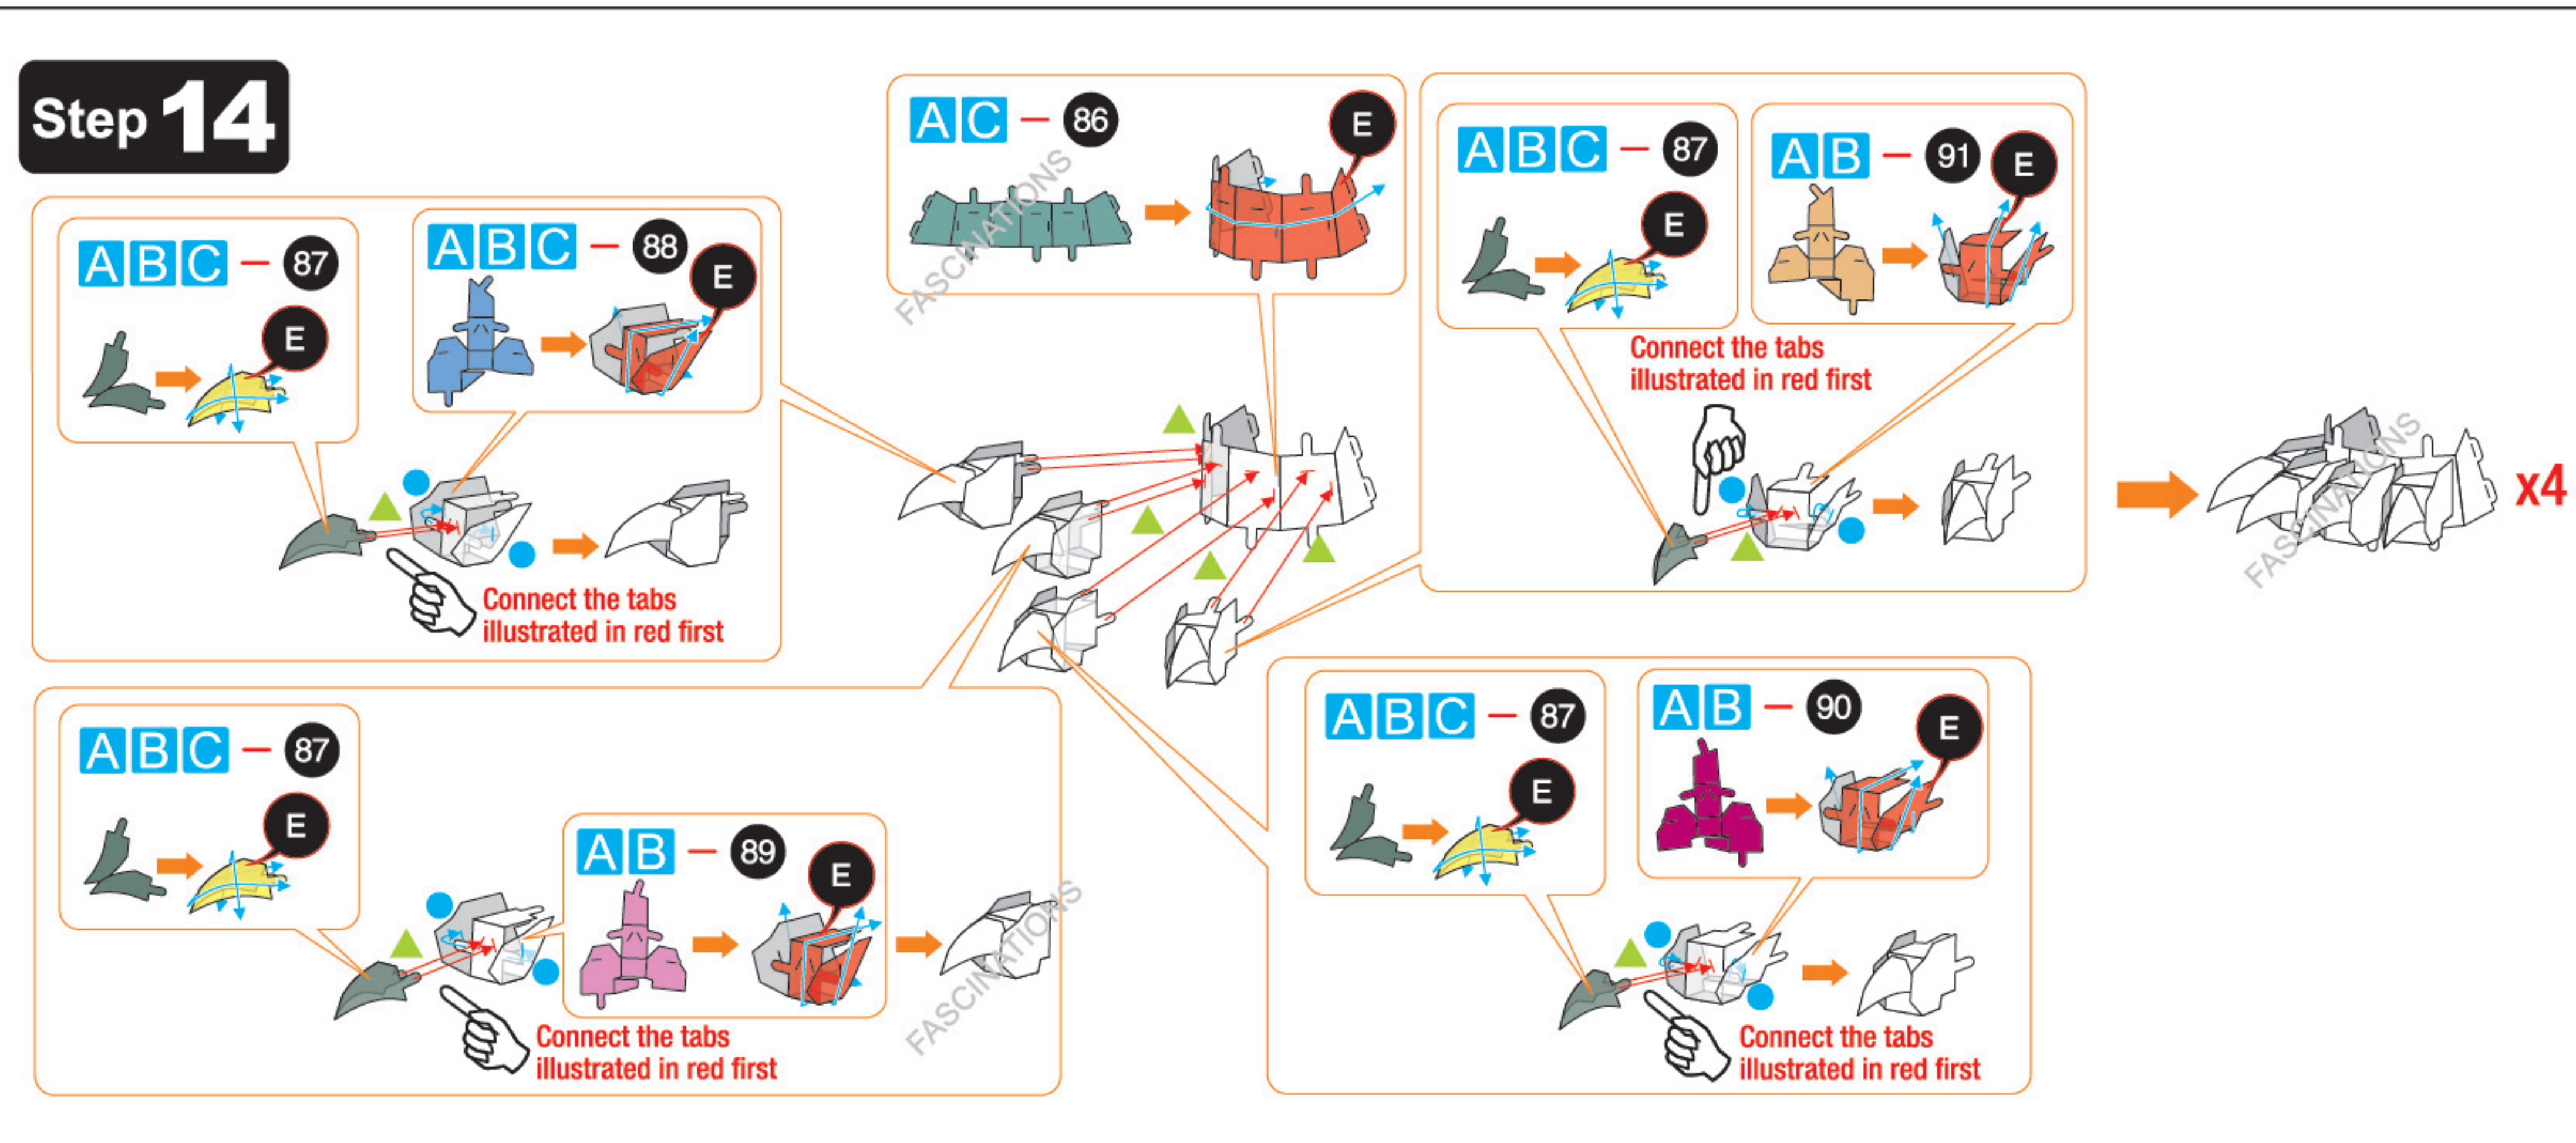 Step 14
A B C – 87
E
A B C – 88
E
Connect the tabs
illustrated in red first
A C – 86
E
FASCINATIONS
A B C – 87
E
A B – 91
E
Connect the tabs
illustrated in red first
FASCINATIONS
x4
A B C – 87
E
A B – 89
E
Connect the tabs
illustrated in red first
FASCINATIONS
A B C – 87
E
A B – 90
E
Connect the tabs
illustrated in red first